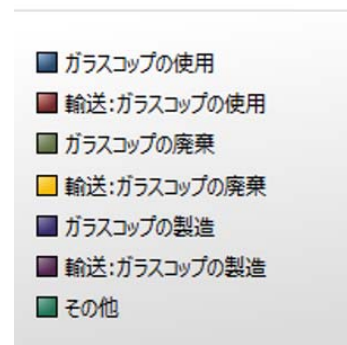 ガラスコップの使用
輸送:ガラスコップの使用
ガラスコップの廃棄
輸送:ガラスコップの廃棄
ガラスコップの製造
輸送:ガラスコップの製造
その他